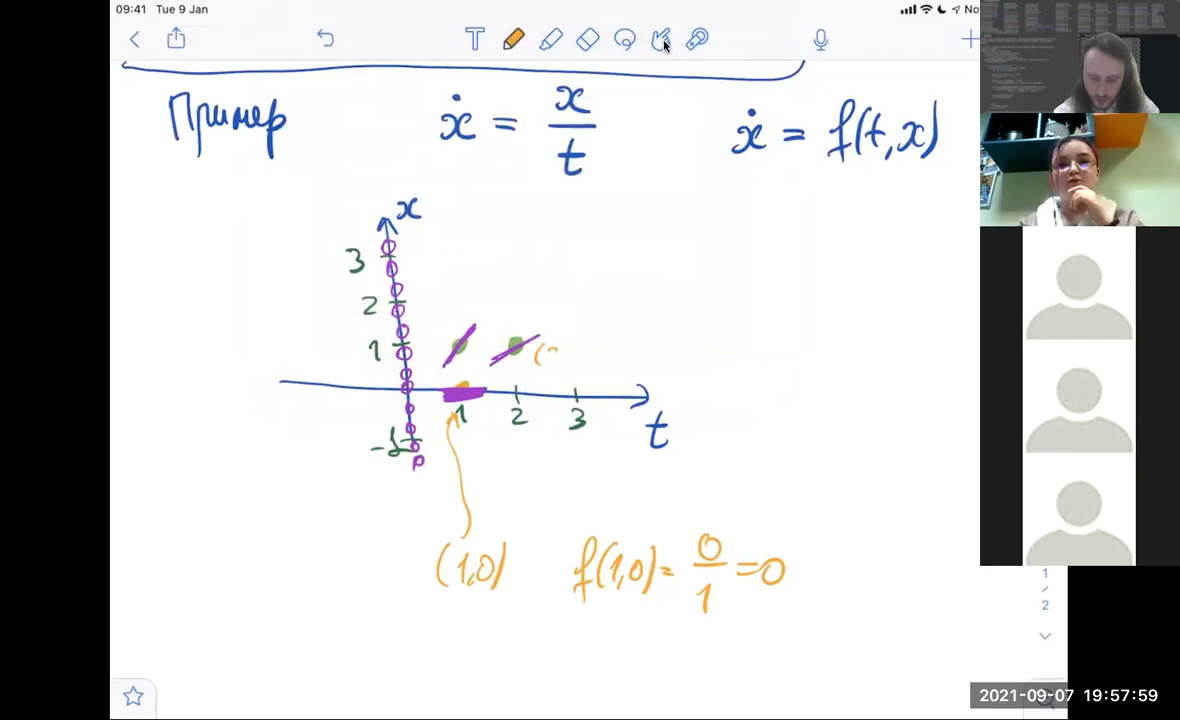 09:41 Tue 9 Jan
Пример ẋ = x/t ẋ = f(t,x)
x
3
2
1
-1
1 2 3
t
(1,0) f(1,0) = 0/1 = 0
1
2
2021-09-07 19:57:59